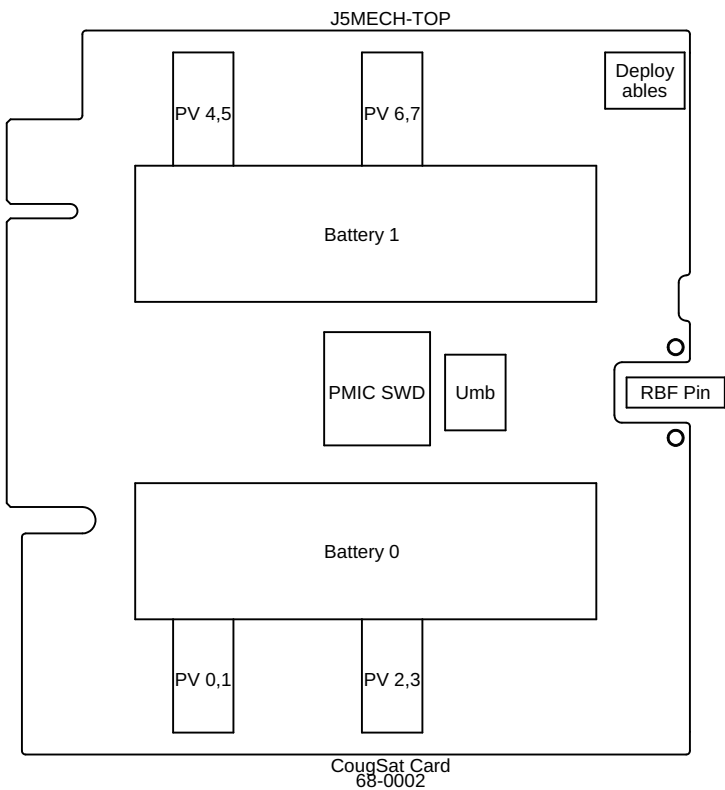 J5MECH-TOP
Deploy
ables
PV 4,5
PV 6,7
Battery 1
PMIC SWD
Umb
RBF Pin
Battery 0
PV 0,1
PV 2,3
CougSat Card
68-0002